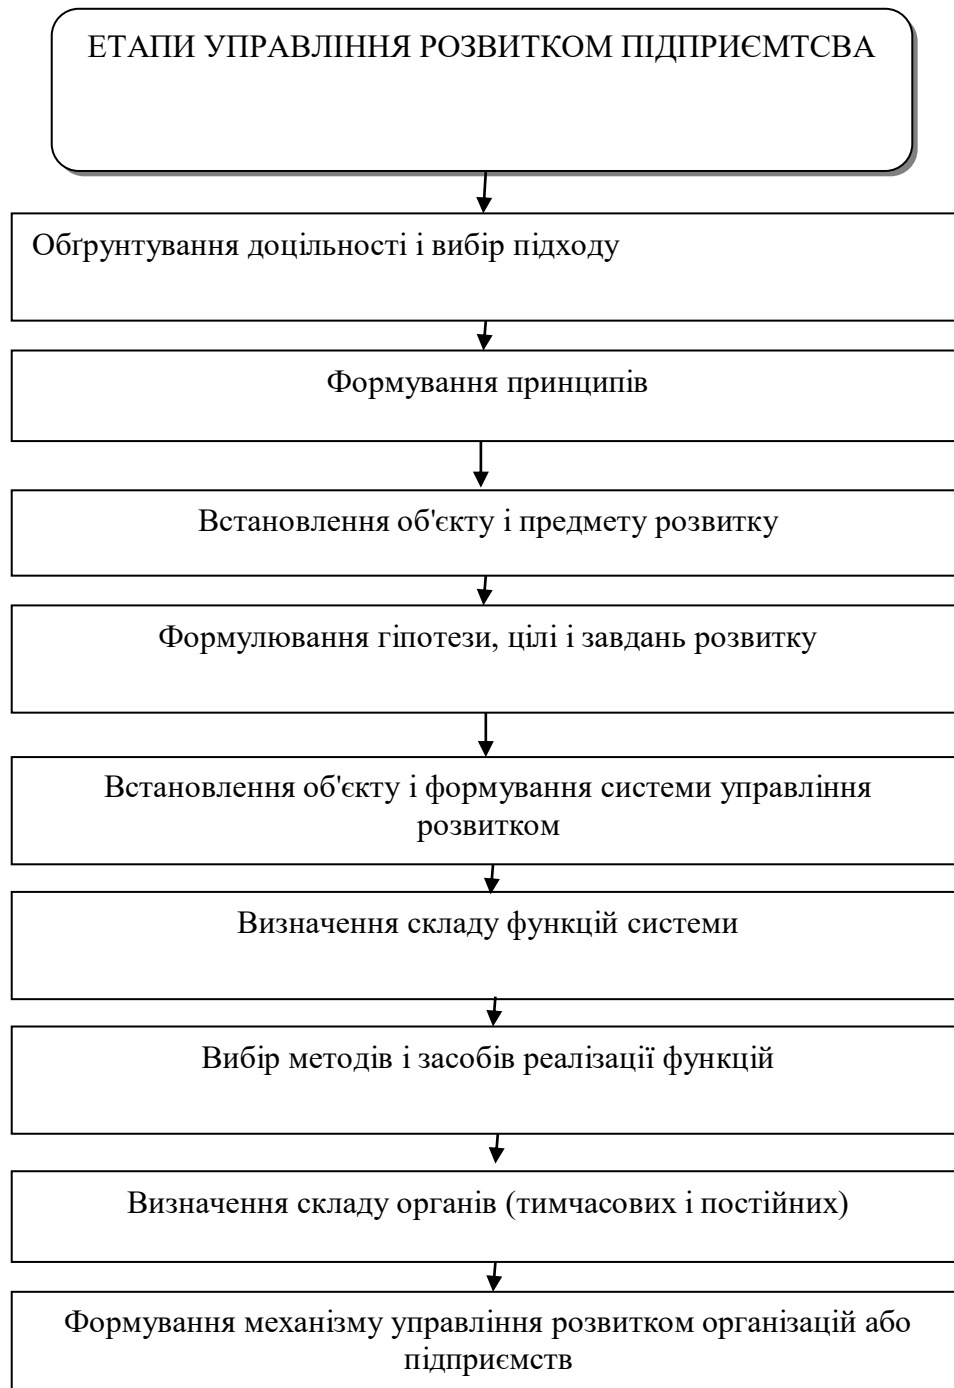 ЕТАПИ УПРАВЛІННЯ РОЗВИТКОМ ПІДПРИЄМТСВА
Обґрунтування доцільності і вибір підходу
Формування принципів
Встановлення об'єкту і предмету розвитку
Формулювання гіпотези, цілі і завдань розвитку
Встановлення об'єкту і формування системи управління
розвитком
Визначення складу функцій системи
Вибір методів і засобів реалізації функцій
Визначення складу органів (тимчасових і постійних)
Формування механізму управління розвитком організацій або
підприємств